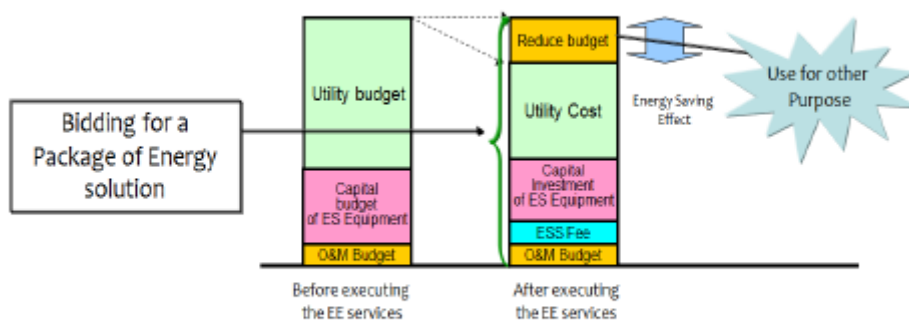 Bidding for a
Package of Energy
solution
Utility budget
Capital
budget
of ES Equipment
O&M Budget
Before executing
the EE services
Reduce budget
Utility Cost
Capital
Investment
of ES Equipment
ESS Fee
O&M Budget
After executing
the EE services
Energy Saving
Effect
Use for other
Purpose